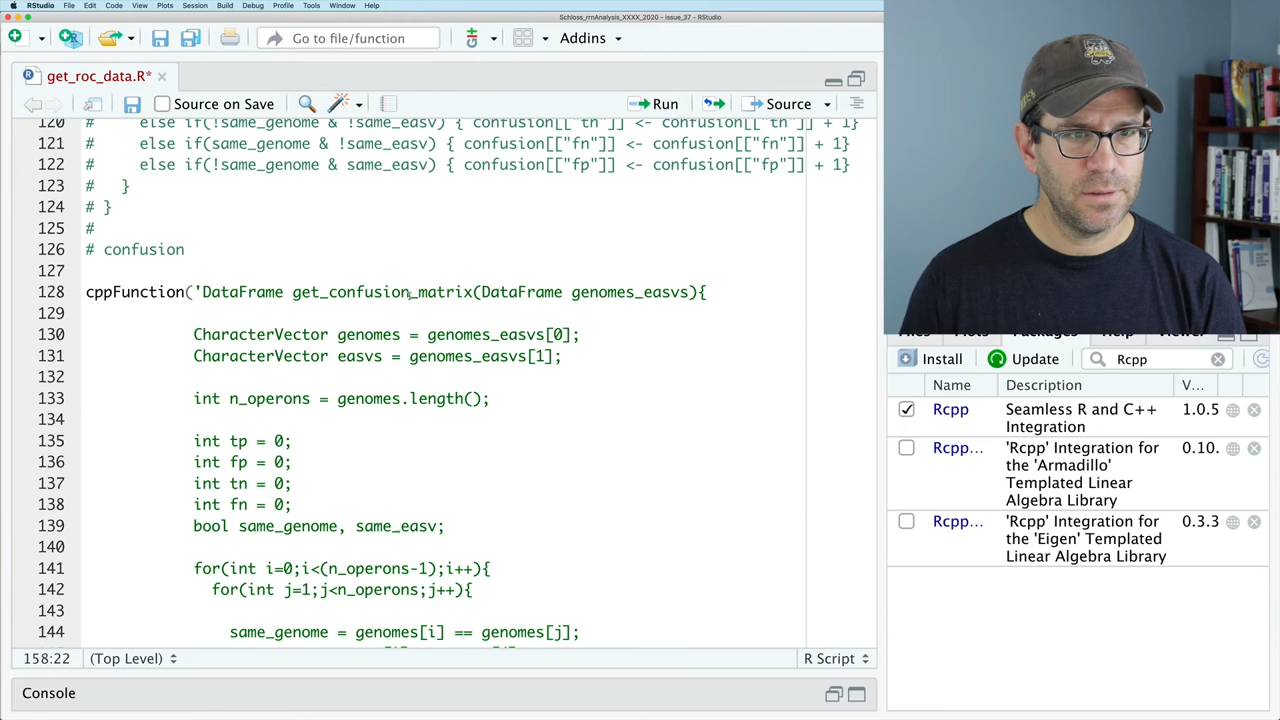 RStudio File Edit Code View Plots Session Build Debug Profile Tools Window Help
Schloss_rrnAnalysis_XXXX_2020 - issue_37 - RStudio
Go to file/function Addins
get_roc_data.R*
Source on Save Run Source
120 # else if(!same_genome & !same_easv) { confusion[["tn"]] <- confusion[["tn"]] + 1}
121 # else if(same_genome & !same_easv) { confusion[["fn"]] <- confusion[["fn"]] + 1}
122 # else if(!same_genome & same_easv) { confusion[["fp"]] <- confusion[["fp"]] + 1}
123 # }
124 # }
125 #
126 # confusion
127
128 cppFunction('DataFrame get_confusion_matrix(DataFrame genomes_easvs){
129
130 CharacterVector genomes = genomes_easvs[0];
131 CharacterVector easvs = genomes_easvs[1];
132
133 int n_operons = genomes.length();
134
135 int tp = 0;
136 int fp = 0;
137 int tn = 0;
138 int fn = 0;
139 bool same_genome, same_easv;
140
141 for(int i=0;i<(n_operons-1);i++){
142 for(int j=1;j<n_operons;j++){
143
144 same_genome = genomes[i] == genomes[j];
158:22 (Top Level) R Script
Console
Install Update Rcpp
Name Description V...
Rcpp Seamless R and C++ 1.0.5
Integration
Rcpp... 'Rcpp' Integration for 0.10.
the 'Armadillo'
Templated Linear
Algebra Library
Rcpp... 'Rcpp' Integration for 0.3.3
the 'Eigen' Templated
Linear Algebra Library